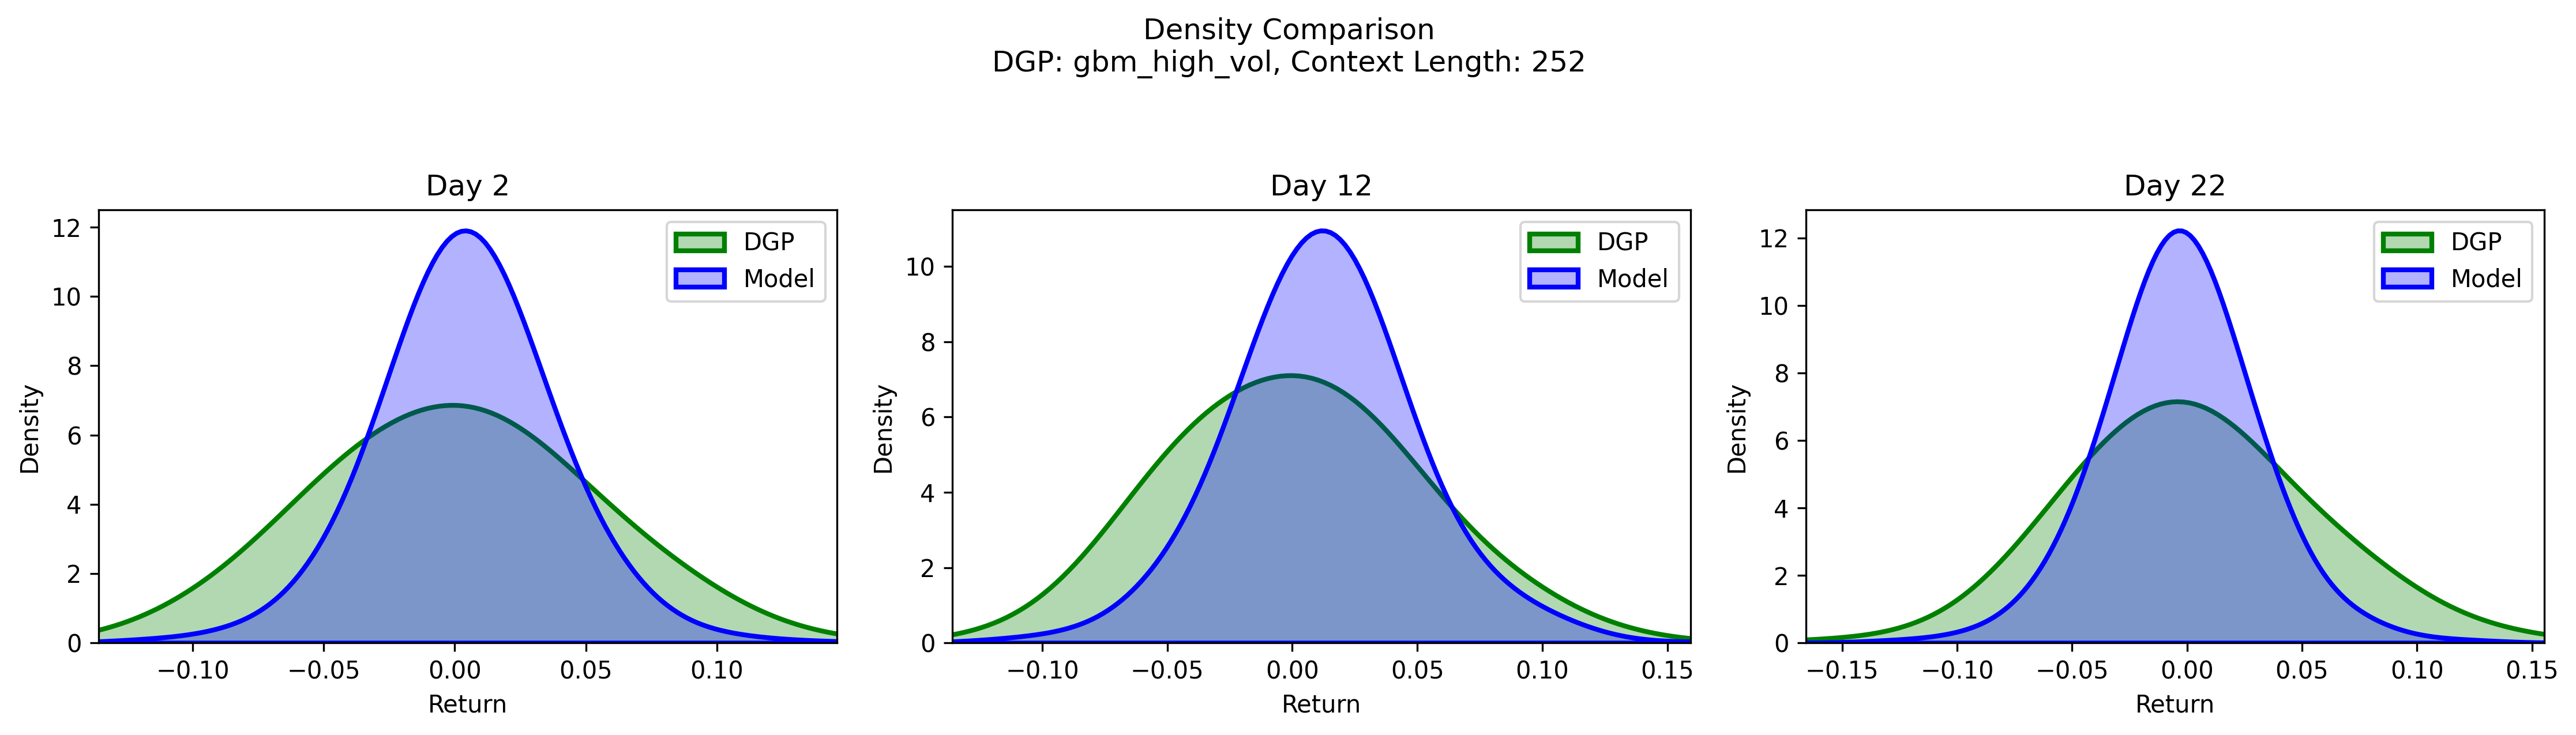 Density Comparison
DGP: gbm_high_vol, Context Length: 252
Day 2
12
10
8
6
4
2
0
Density
−0.10
−0.05
0.00
0.05
0.10
Return
DGP
Model
Day 12
10
8
6
4
2
0
Density
−0.10
−0.05
0.00
0.05
0.10
0.15
Return
DGP
Model
Day 22
12
10
8
6
4
2
0
Density
−0.15
−0.10
−0.05
0.00
0.05
0.10
0.15
Return
DGP
Model